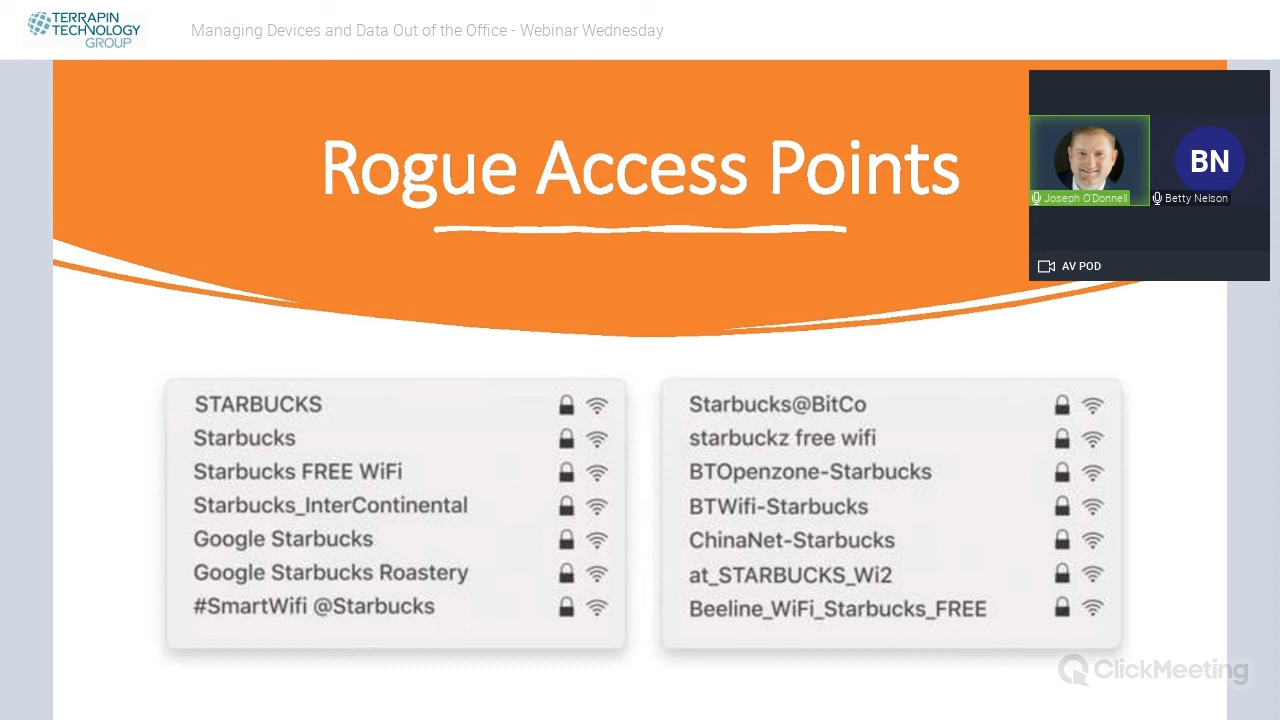 TERRAPIN
TECHNOLOGY
GROUP
Managing Devices and Data Out of the Office - Webinar Wednesday
Rogue Access Points
BN
Joseph O'Donnell
Betty Nelson
AV POD
STARBUCKS
Starbucks
Starbucks FREE WiFi
Starbucks_InterContinental
Google Starbucks
Google Starbucks Roastery
#SmartWifi @Starbucks
Starbucks@BitCo
starbuckz free wifi
BTOpenzone-Starbucks
BTWifi-Starbucks
ChinaNet-Starbucks
at_STARBUCKS_Wi2
Beeline_WiFi_Starbucks_FREE
ClickMeeting